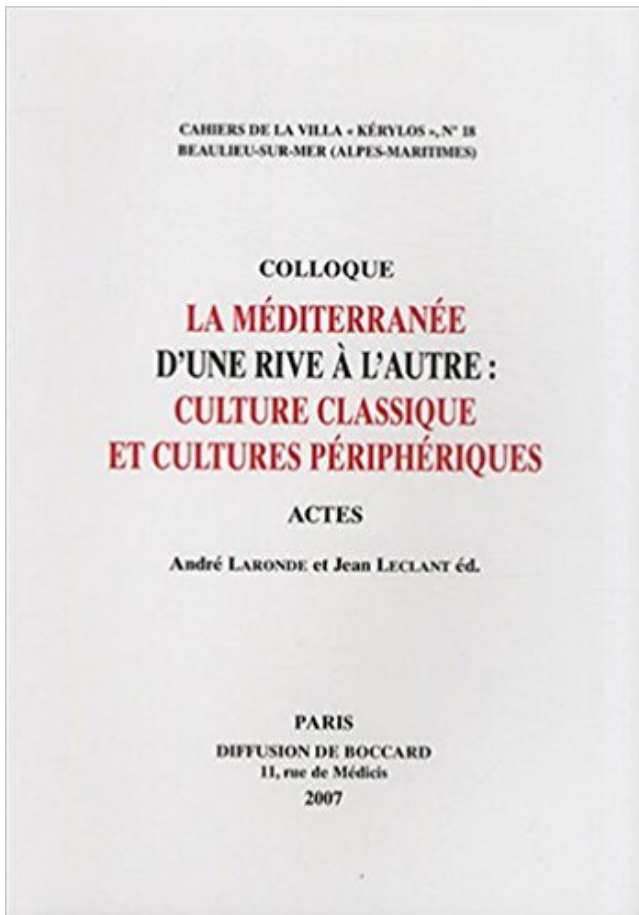 CAHIERS DE LA VILLA « KÉRYLOS », N° 18
BEAULIEU-SUR-MER (ALPES-MARITIMES)
COLLOQUE
LA MÉDITERRANÉE
D'UNE RIVE À L'AUTRE :
CULTURE CLASSIQUE
ET CULTURES PÉRIPHÉRIQUES
ACTES
André LARONDE et Jean LECLANT éd.
PARIS
DIFFUSION DE BOCCARD
11, rue de Médicis
2007